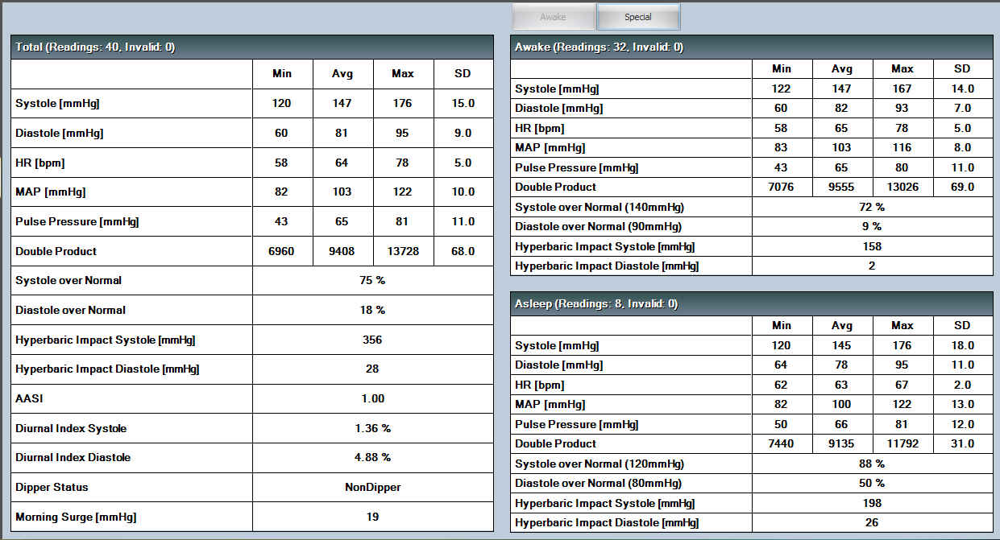 Awake Special
Total (Readings: 40, Invalid: 0)
Min Avg Max SD
Systole [mmHg] 120 147 176 15.0
Diastole [mmHg] 60 81 95 9.0
HR [bpm] 58 64 78 5.0
MAP [mmHg] 82 103 122 10.0
Pulse Pressure [mmHg] 43 65 81 11.0
Double Product 6960 9408 13728 68.0
Systole over Normal 75 %
Diastole over Normal 18 %
Hyperbaric Impact Systole [mmHg] 356
Hyperbaric Impact Diastole [mmHg] 28
AASI 1.00
Diurnal Index Systole 1.36 %
Diurnal Index Diastole 4.88 %
Dipper Status NonDipper
Morning Surge [mmHg] 19
Awake (Readings: 32, Invalid: 0)
Min Avg Max SD
Systole [mmHg] 122 147 167 14.0
Diastole [mmHg] 60 82 93 7.0
HR [bpm] 58 65 78 5.0
MAP [mmHg] 83 103 116 8.0
Pulse Pressure [mmHg] 43 65 80 11.0
Double Product 7076 9555 13026 69.0
Systole over Normal (140mmHg) 72 %
Diastole over Normal (90mmHg) 9 %
Hyperbaric Impact Systole [mmHg] 158
Hyperbaric Impact Diastole [mmHg] 2
Asleep (Readings: 8, Invalid: 0)
Min Avg Max SD
Systole [mmHg] 120 145 176 18.0
Diastole [mmHg] 64 78 95 11.0
HR [bpm] 62 63 67 2.0
MAP [mmHg] 82 100 122 13.0
Pulse Pressure [mmHg] 50 66 81 12.0
Double Product 7440 9135 11792 31.0
Systole over Normal (120mmHg) 88 %
Diastole over Normal (80mmHg) 50 %
Hyperbaric Impact Systole [mmHg] 198
Hyperbaric Impact Diastole [mmHg] 26